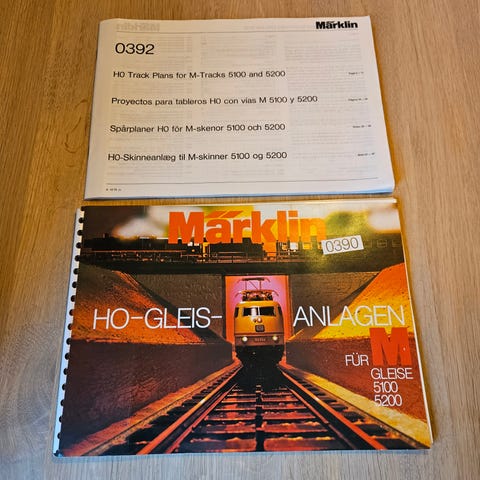 Märklin
0392
H0 Track Plans for M-Tracks 5100 and 5200
Proyectos para tableros H0 con vías M 5100 y 5200
Spårplaner H0 för M-skenor 5100 och 5200
H0-Skinneanlæg til M-skinner 5100 og 5200
Märklin
0390
HO-GLEIS-ANLAGEN
FÜR M
GLEISE
5100
5200